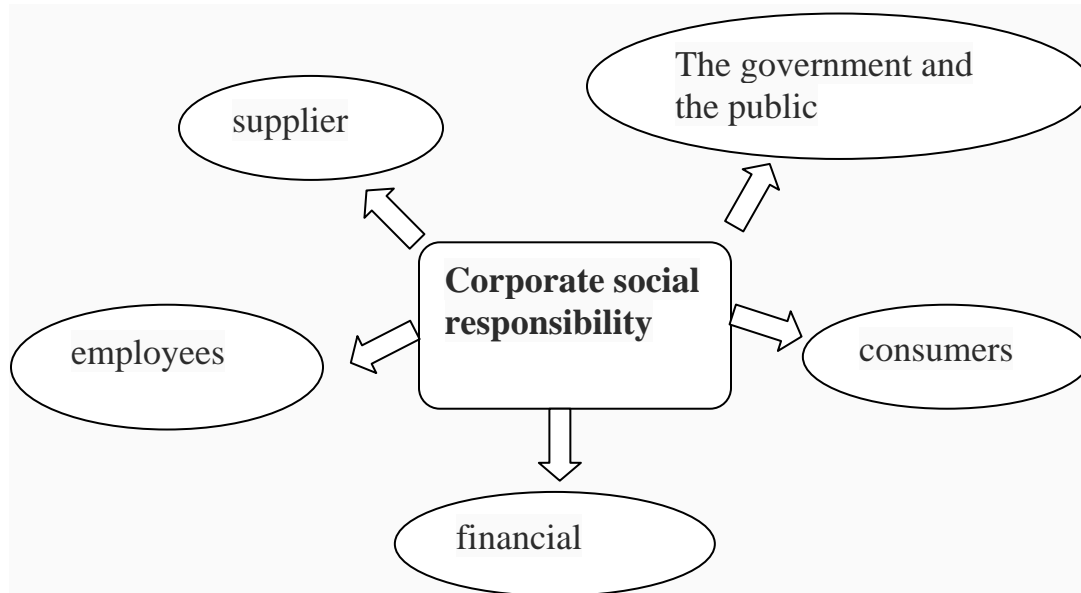 The government and
the public
supplier
Corporate social
responsibility
employees
consumers
financial